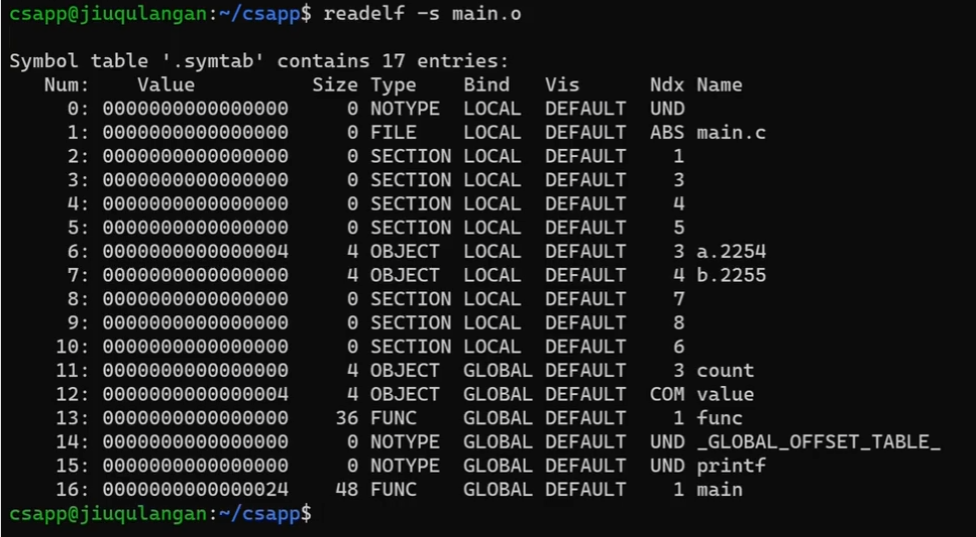 csapp@jiuqulangan:~/csapp$ readelf -s main.o
Symbol table '.symtab' contains 17 entries:
   Num:    Value          Size Type    Bind   Vis      Ndx Name
     0: 0000000000000000     0 NOTYPE  LOCAL  DEFAULT  UND
     1: 0000000000000000     0 FILE    LOCAL  DEFAULT  ABS main.c
     2: 0000000000000000     0 SECTION LOCAL  DEFAULT    1
     3: 0000000000000000     0 SECTION LOCAL  DEFAULT    3
     4: 0000000000000000     0 SECTION LOCAL  DEFAULT    4
     5: 0000000000000000     0 SECTION LOCAL  DEFAULT    5
     6: 0000000000000004     4 OBJECT  LOCAL  DEFAULT    3 a.2254
     7: 0000000000000000     4 OBJECT  LOCAL  DEFAULT    4 b.2255
     8: 0000000000000000     0 SECTION LOCAL  DEFAULT    7
     9: 0000000000000000     0 SECTION LOCAL  DEFAULT    8
    10: 0000000000000000     0 SECTION LOCAL  DEFAULT    6
    11: 0000000000000000     4 OBJECT  GLOBAL DEFAULT    3 count
    12: 0000000000000004     4 OBJECT  GLOBAL DEFAULT  COM value
    13: 0000000000000000    36 FUNC    GLOBAL DEFAULT    1 func
    14: 0000000000000000     0 NOTYPE  GLOBAL DEFAULT  UND _GLOBAL_OFFSET_TABLE_
    15: 0000000000000000     0 NOTYPE  GLOBAL DEFAULT  UND printf
    16: 0000000000000024    48 FUNC    GLOBAL DEFAULT    1 main
csapp@jiuqulangan:~/csapp$